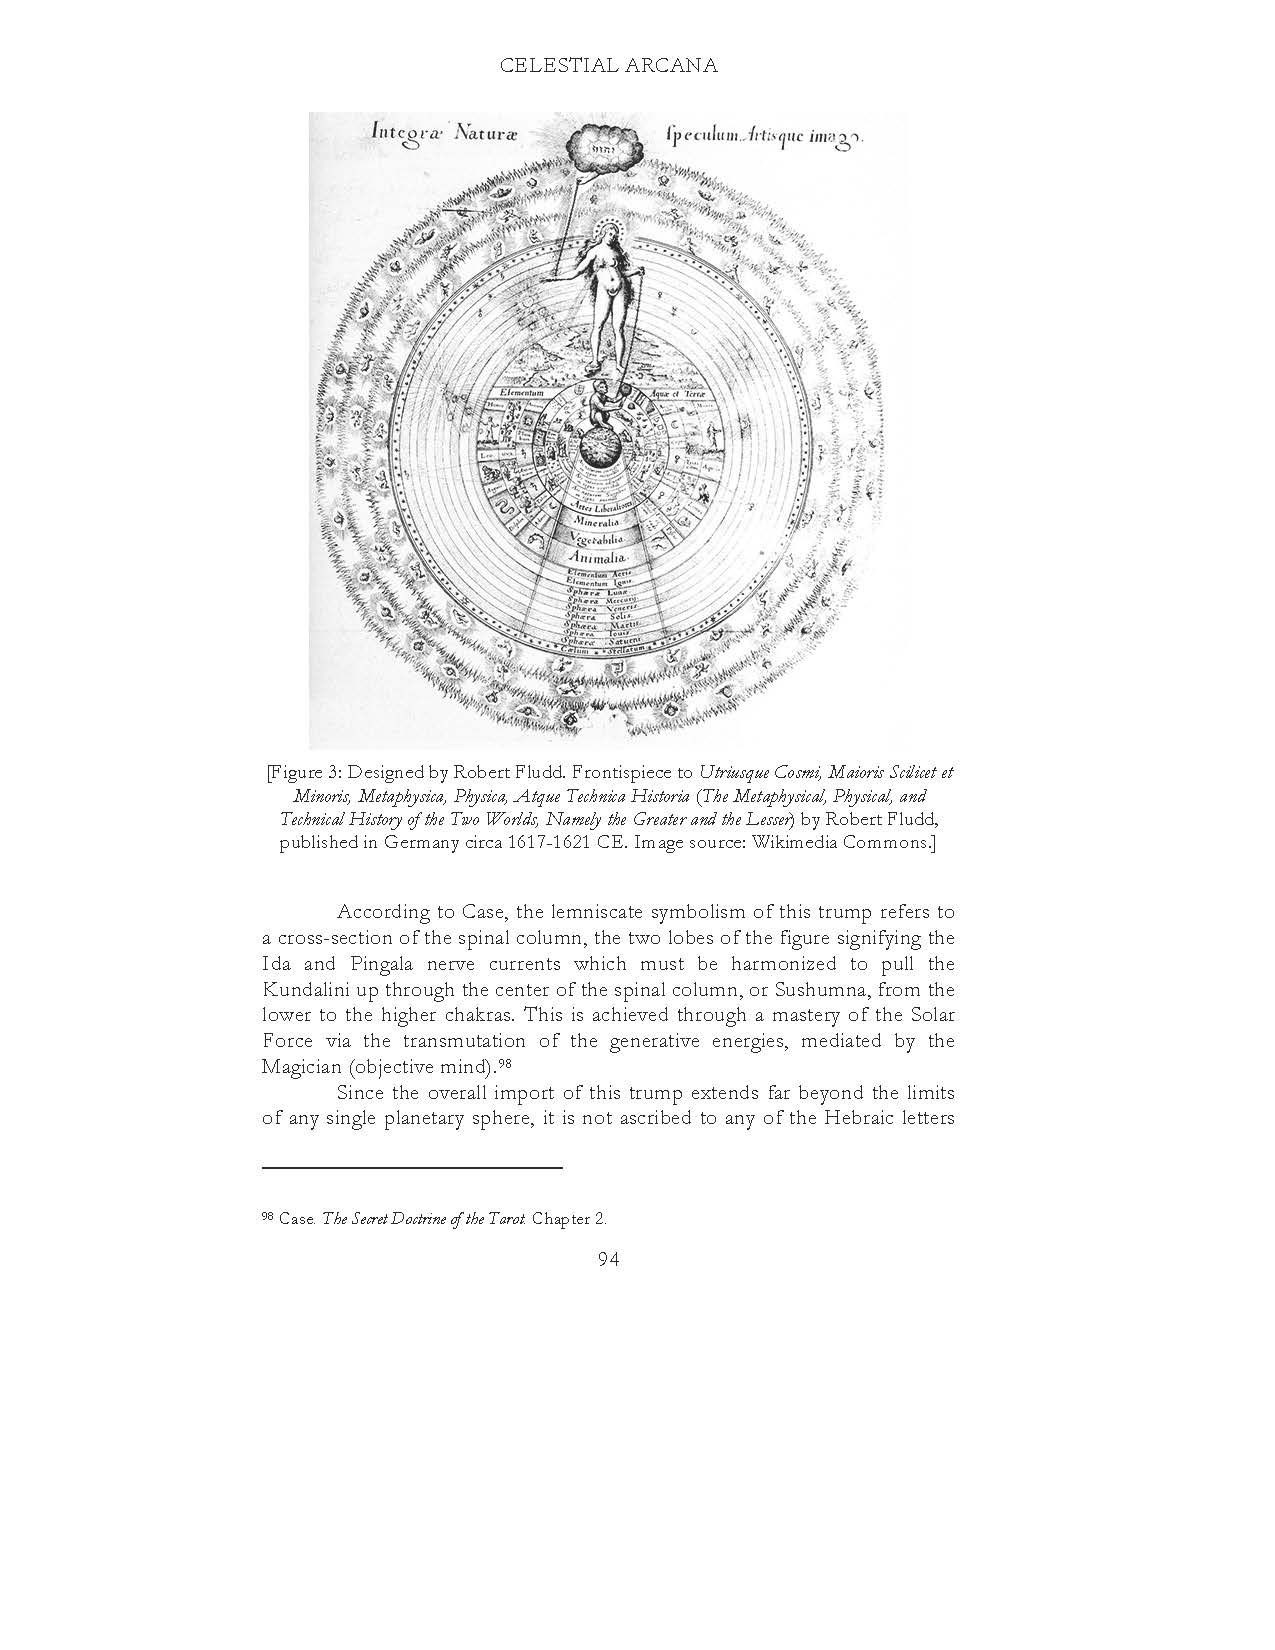 CELESTIAL ARCANA
Integræ Naturæ speculum Artisque imago.
יהוה
Elementum Aquæ et Terræ
Artes Liberaliores
Mineralia
Vegetabilia
Animalia
Elementum Aeris
Elementum Ignis
Sphæra Lunæ
Sphæra Mercurij
Sphæra Veneris
Sphæra Solis
Sphæra Martis
Sphæra Iouis
Sphæra Saturni
Cœlum Stellatum
[Figure 3: Designed by Robert Fludd. Frontispiece to Utriusque Cosmi, Maioris Scilicet et
Minoris, Metaphysica, Physica, Atque Technica Historia (The Metaphysical, Physical, and
Technical History of the Two Worlds, Namely the Greater and the Lesser) by Robert Fludd,
published in Germany circa 1617-1621 CE. Image source: Wikimedia Commons.]
According to Case, the lemniscate symbolism of this trump refers to
a cross-section of the spinal column, the two lobes of the figure signifying the
Ida and Pingala nerve currents which must be harmonized to pull the
Kundalini up through the center of the spinal column, or Sushumna, from the
lower to the higher chakras. This is achieved through a mastery of the Solar
Force via the transmutation of the generative energies, mediated by the
Magician (objective mind).98
Since the overall import of this trump extends far beyond the limits
of any single planetary sphere, it is not ascribed to any of the Hebraic letters
98 Case. The Secret Doctrine of the Tarot. Chapter 2.
94